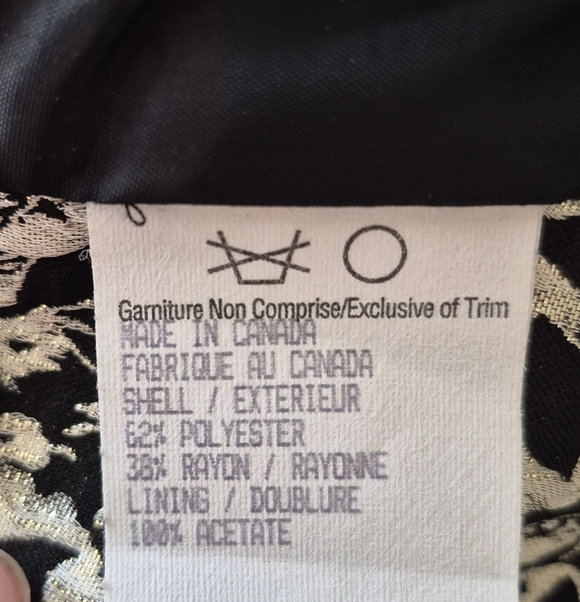 Garniture Non Comprise/Exclusive of Trim
MADE IN CANADA
FABRIQUE AU CANADA
SHELL / EXTERIEUR
62% POLYESTER
38% RAYON / RAYONNE
LINING / DOUBLURE
100% ACETATE